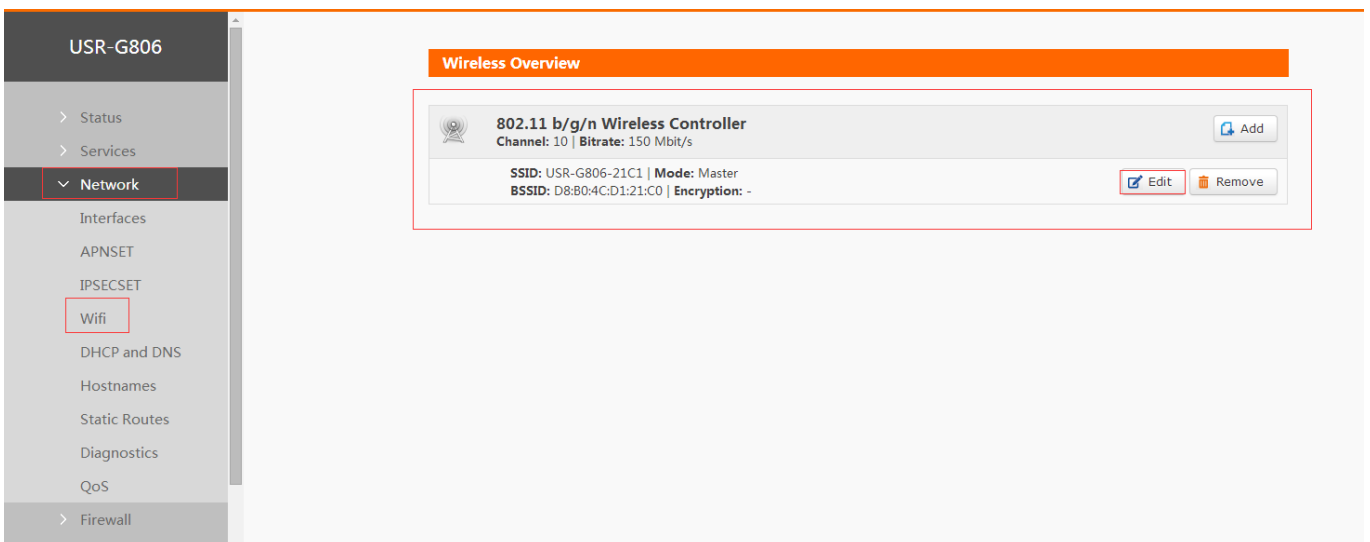 USR-G806
Status
Services
Network
Interfaces
APNSET
IPSECSET
Wifi
DHCP and DNS
Hostnames
Static Routes
Diagnostics
QoS
Firewall
Wireless Overview
802.11 b/g/n Wireless Controller
Channel: 10 | Bitrate: 150 Mbit/s
Add
SSID: USR-G806-21C1 | Mode: Master
BSSID: D8:B0:4C:D1:21:C0 | Encryption: -
Edit
Remove